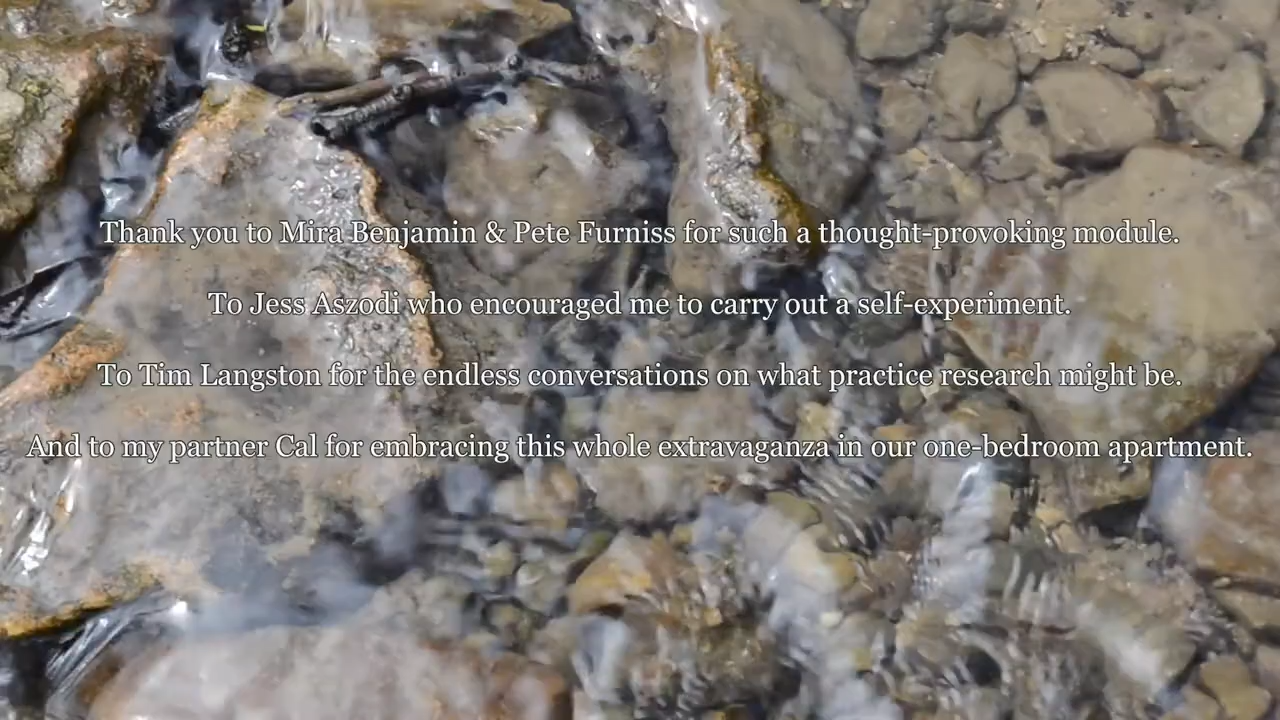 Thank you to Mira Benjamin & Pete Furniss for such a thought-provoking module.
To Jess Aszodi who encouraged me to carry out a self-experiment.
To Tim Langston for the endless conversations on what practice research might be.
And to my partner Cal for embracing this whole extravaganza in our one-bedroom apartment.